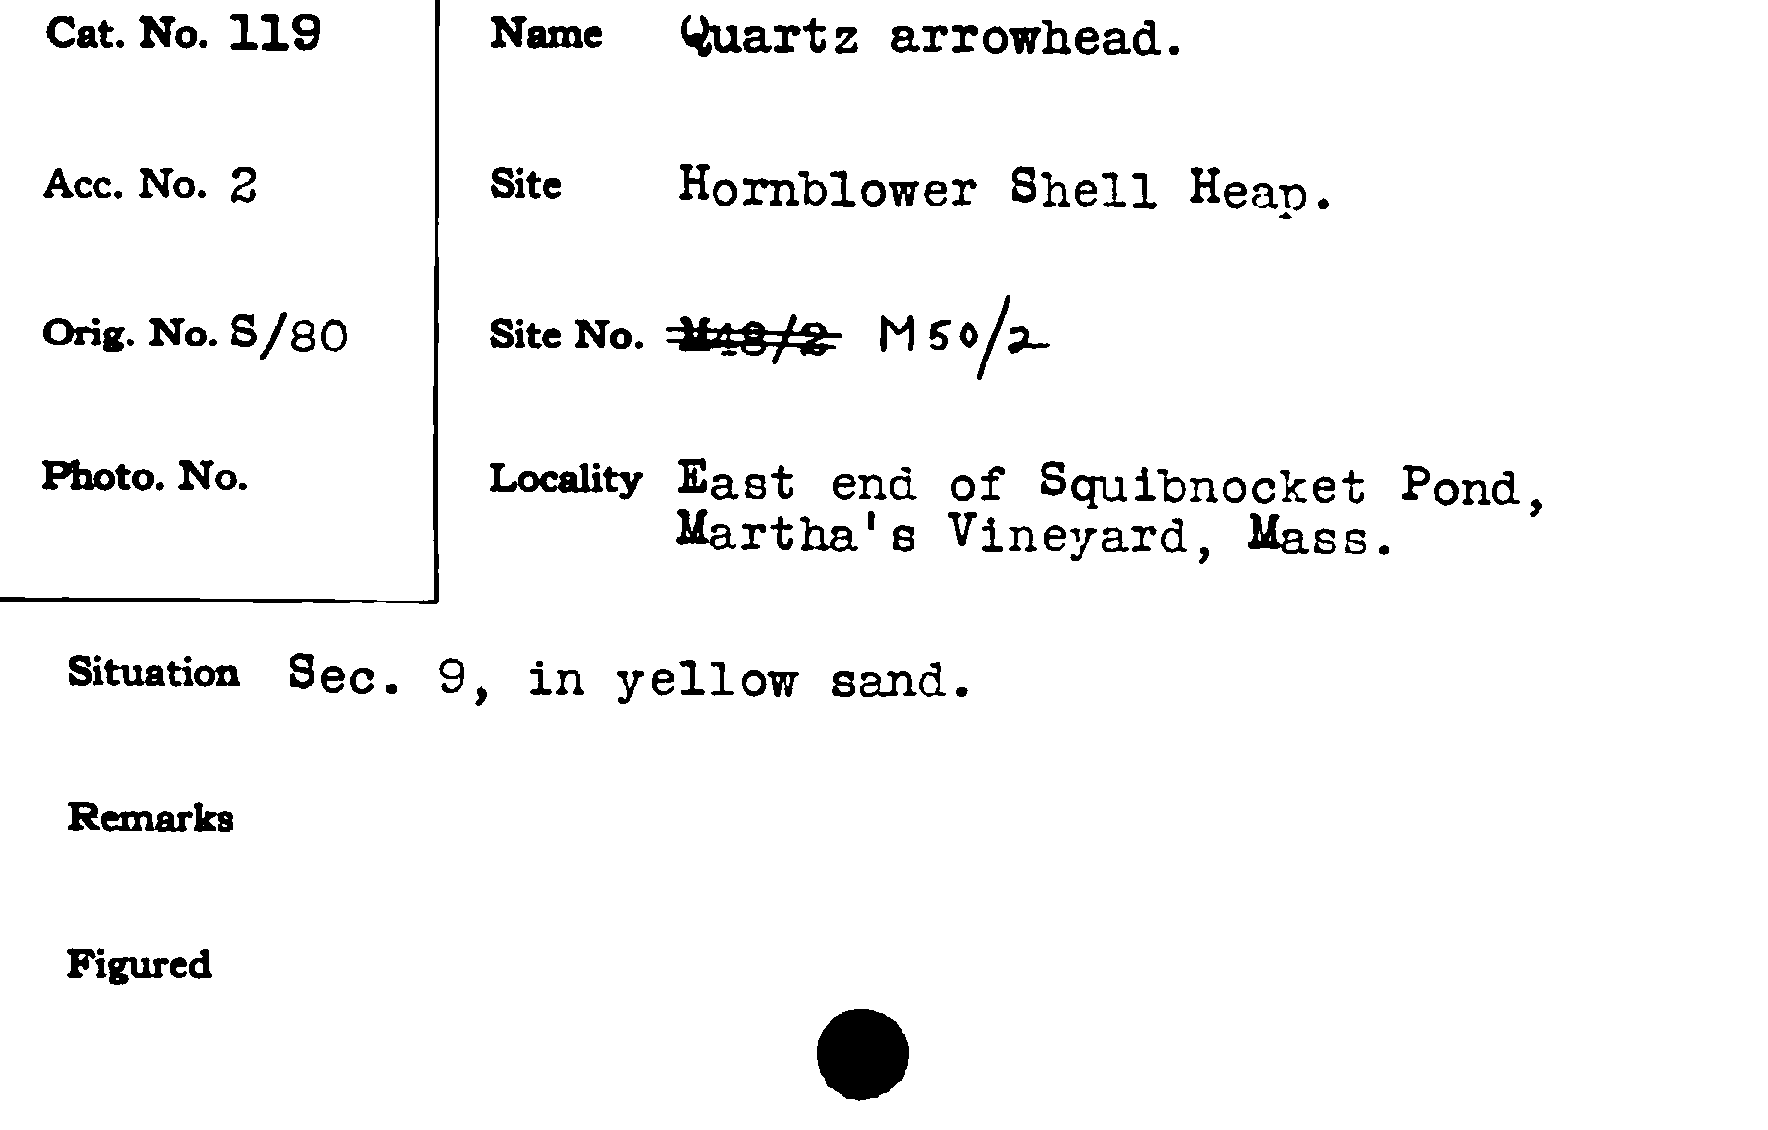 Cat. No. 119
Name Quartz arrowhead.
Acc. No. 2
Site Hornblower Shell Heap.
Orig. No. S/80
Site No. M48/2 M50/2
Photo. No.
Locality East end of Squibnocket Pond,
Martha's Vineyard, Mass.
Situation Sec. 9, in yellow sand.
Remarks
Figured